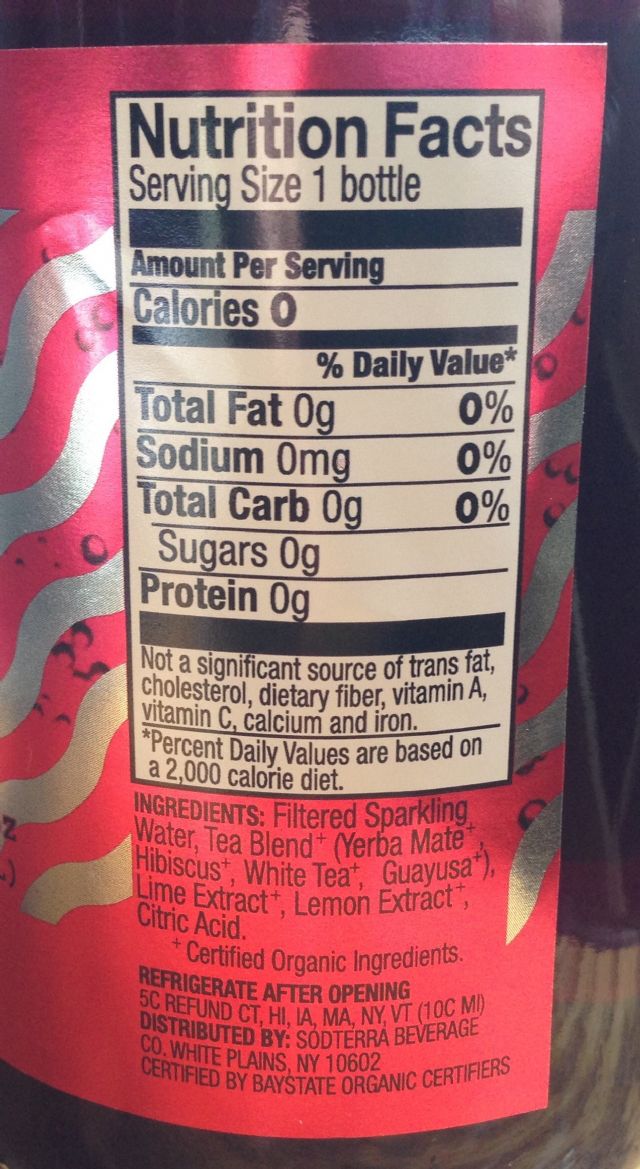 Nutrition Facts
Serving Size 1 bottle
Amount Per Serving
Calories 0
% Daily Value*
Total Fat 0g 0%
Sodium 0mg 0%
Total Carb 0g 0%
Sugars 0g
Protein 0g
Not a significant source of trans fat,
cholesterol, dietary fiber, vitamin A,
vitamin C, calcium and iron.
*Percent Daily Values are based on
a 2,000 calorie diet.
INGREDIENTS: Filtered Sparkling
Water, Tea Blend+ (Yerba Mate+,
Hibiscus+, White Tea+, Guayusa+),
Lime Extract+, Lemon Extract+,
Citric Acid.
+ Certified Organic Ingredients.
REFRIGERATE AFTER OPENING
5C REFUND CT, HI, IA, MA, NY, VT (10C MI)
DISTRIBUTED BY: SODTERRA BEVERAGE
CO. WHITE PLAINS, NY 10602
CERTIFIED BY BAYSTATE ORGANIC CERTIFIERS